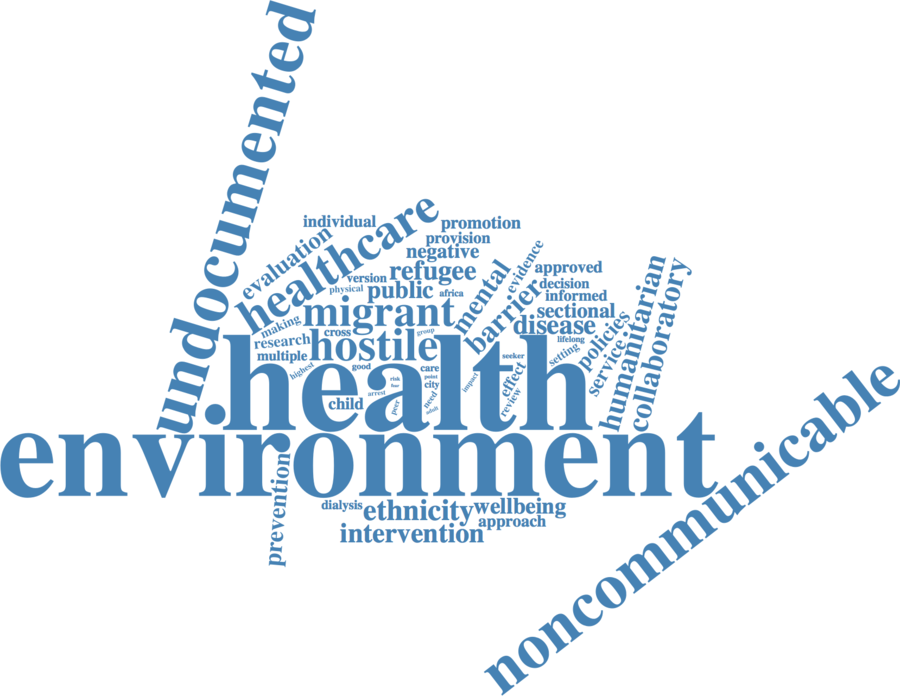 undocumented
individual
healthcare
promotion
evaluation
provision
negative
evidence
version
refugee
mental
approved
physical
public
africa
decision
humanitarian
collaboratory
informed
migrant
barrier
sectional
making
cross
group
disease
policies
research
hostile
lifelong
service
multiple
seeker
setting
highest
good
care
impact
effect
health
risk
point
city
noncommunicable
arrest
need
review
child
peer
environment
prevention
dialysis
ethnicity
wellbeing
approach
intervention